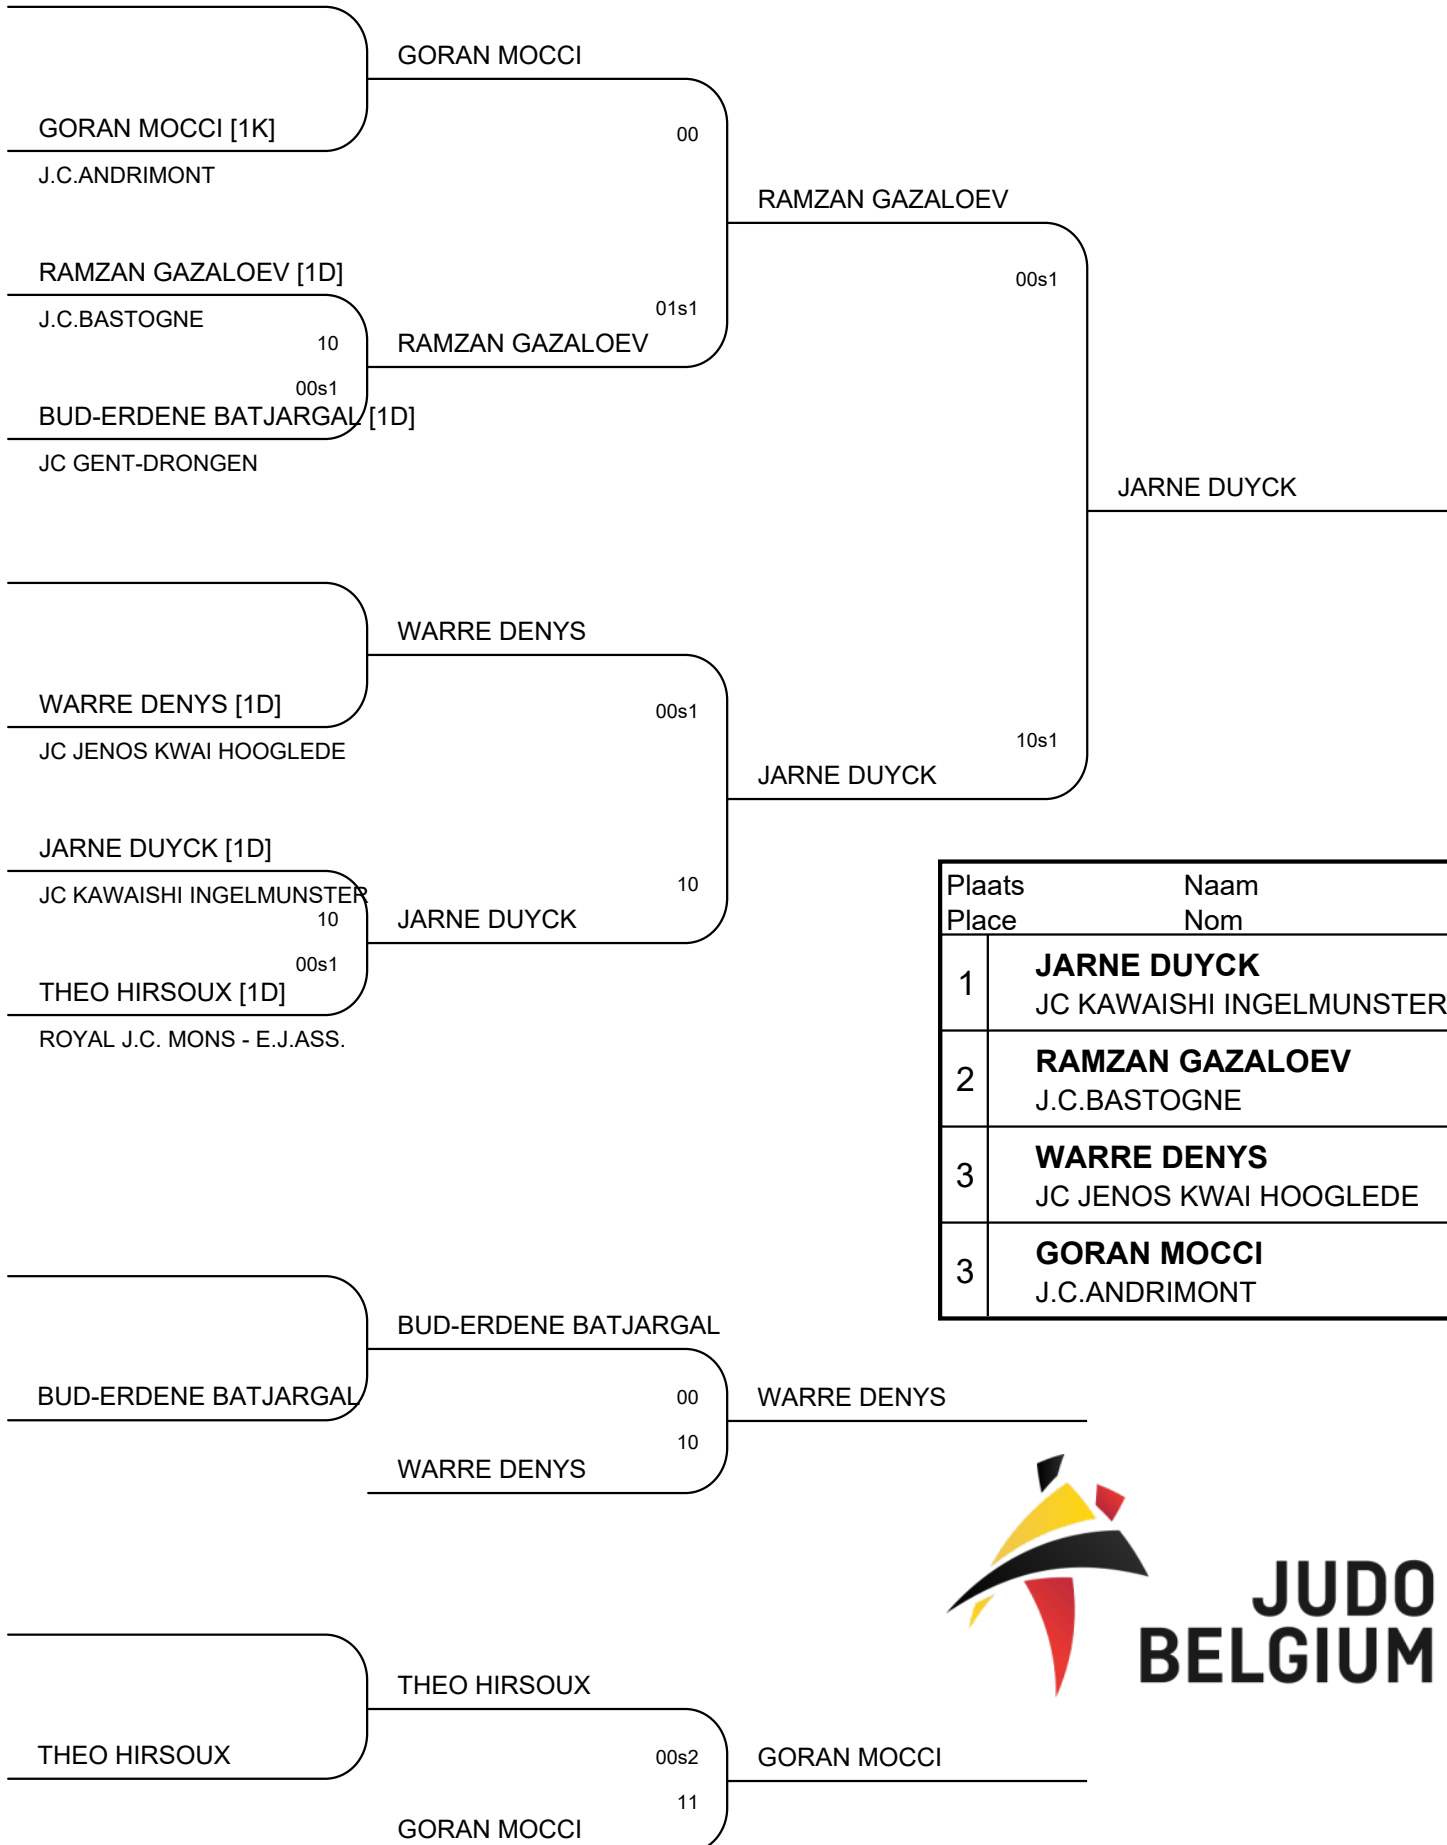 GORAN MOCCI
GORAN MOCCI [1K]
00
J.C.ANDRIMONT
RAMZAN GAZALOEV
RAMZAN GAZALOEV [1D]
00s1
J.C.BASTOGNE
01s1
10
RAMZAN GAZALOEV
00s1
BUD-ERDENE BATJARGAL [1D]
JC GENT-DRONGEN
JARNE DUYCK
WARRE DENYS
WARRE DENYS [1D]
00s1
JC JENOS KWAI HOOGLEDE
10s1
JARNE DUYCK
JARNE DUYCK [1D]
JC KAWAISHI INGELMUNSTER
10
10
JARNE DUYCK
00s1
THEO HIRSOUX [1D]
ROYAL J.C. MONS - E.J.ASS.
Plaats Naam
Place Nom
1 JARNE DUYCK
JC KAWAISHI INGELMUNSTER
2 RAMZAN GAZALOEV
J.C.BASTOGNE
3 WARRE DENYS
JC JENOS KWAI HOOGLEDE
3 GORAN MOCCI
J.C.ANDRIMONT
BUD-ERDENE BATJARGAL
BUD-ERDENE BATJARGAL
00
WARRE DENYS
10
WARRE DENYS
JUDO
BELGIUM
THEO HIRSOUX
THEO HIRSOUX
00s2
GORAN MOCCI
11
GORAN MOCCI